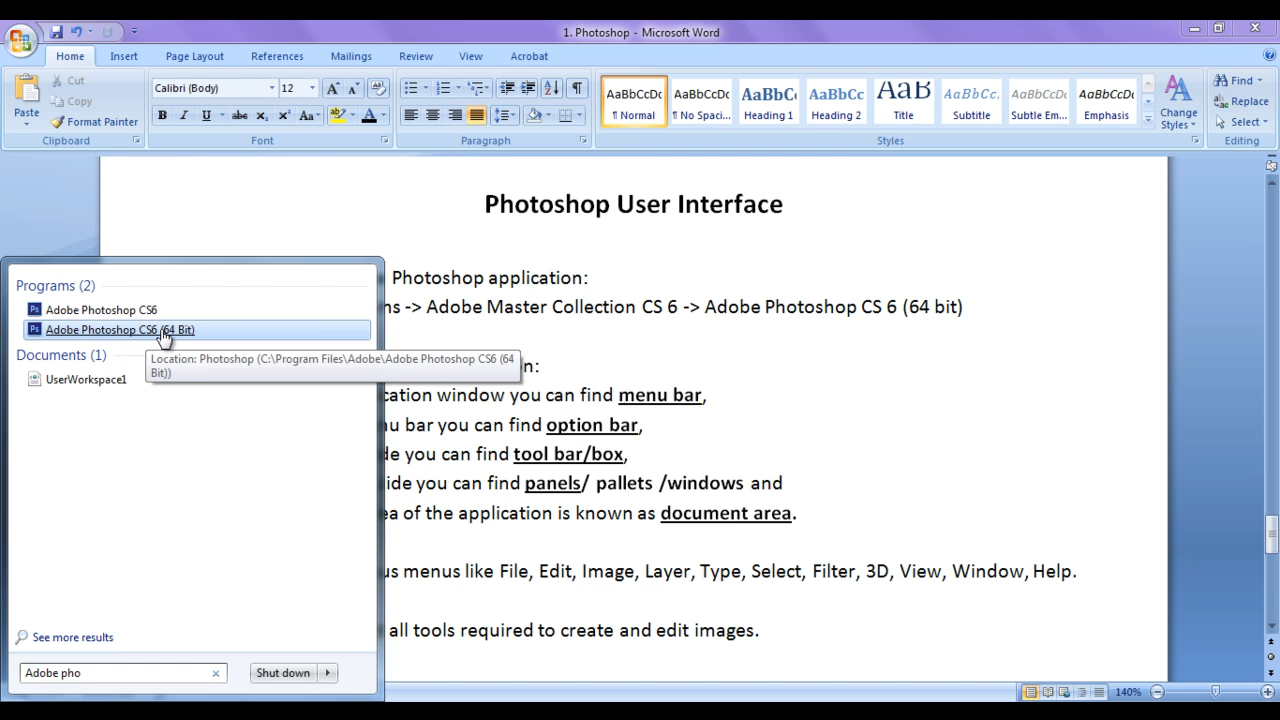 1. Photoshop - Microsoft Word
Home Insert Page Layout References Mailings Review View Acrobat
Paste
Cut
Copy
Format Painter
Clipboard
Calibri (Body) 12
Font
Paragraph
AaBbCcDc AaBbCcDc AaBbC AaBbCc AaB AaBbCc. AaBbCcDc AaBbCcDc
¶ Normal ¶ No Spaci... Heading 1 Heading 2 Title Subtitle Subtle Em... Emphasis
Change Styles
Styles
Find
Replace
Select
Editing
Photoshop User Interface
Photoshop application:
ns -> Adobe Master Collection CS 6 -> Adobe Photoshop CS 6 (64 bit)
n:
cation window you can find menu bar,
nu bar you can find option bar,
de you can find tool bar/box,
ide you can find panels/ pallets /windows and
ea of the application is known as document area.
us menus like File, Edit, Image, Layer, Type, Select, Filter, 3D, View, Window, Help.
all tools required to create and edit images.
Programs (2)
Adobe Photoshop CS6
Adobe Photoshop CS6 (64 Bit)
Documents (1)
UserWorkspace1
Location: Photoshop (C:\Program Files\Adobe\Adobe Photoshop CS6 (64
Bit))
See more results
Adobe pho
Shut down
140%